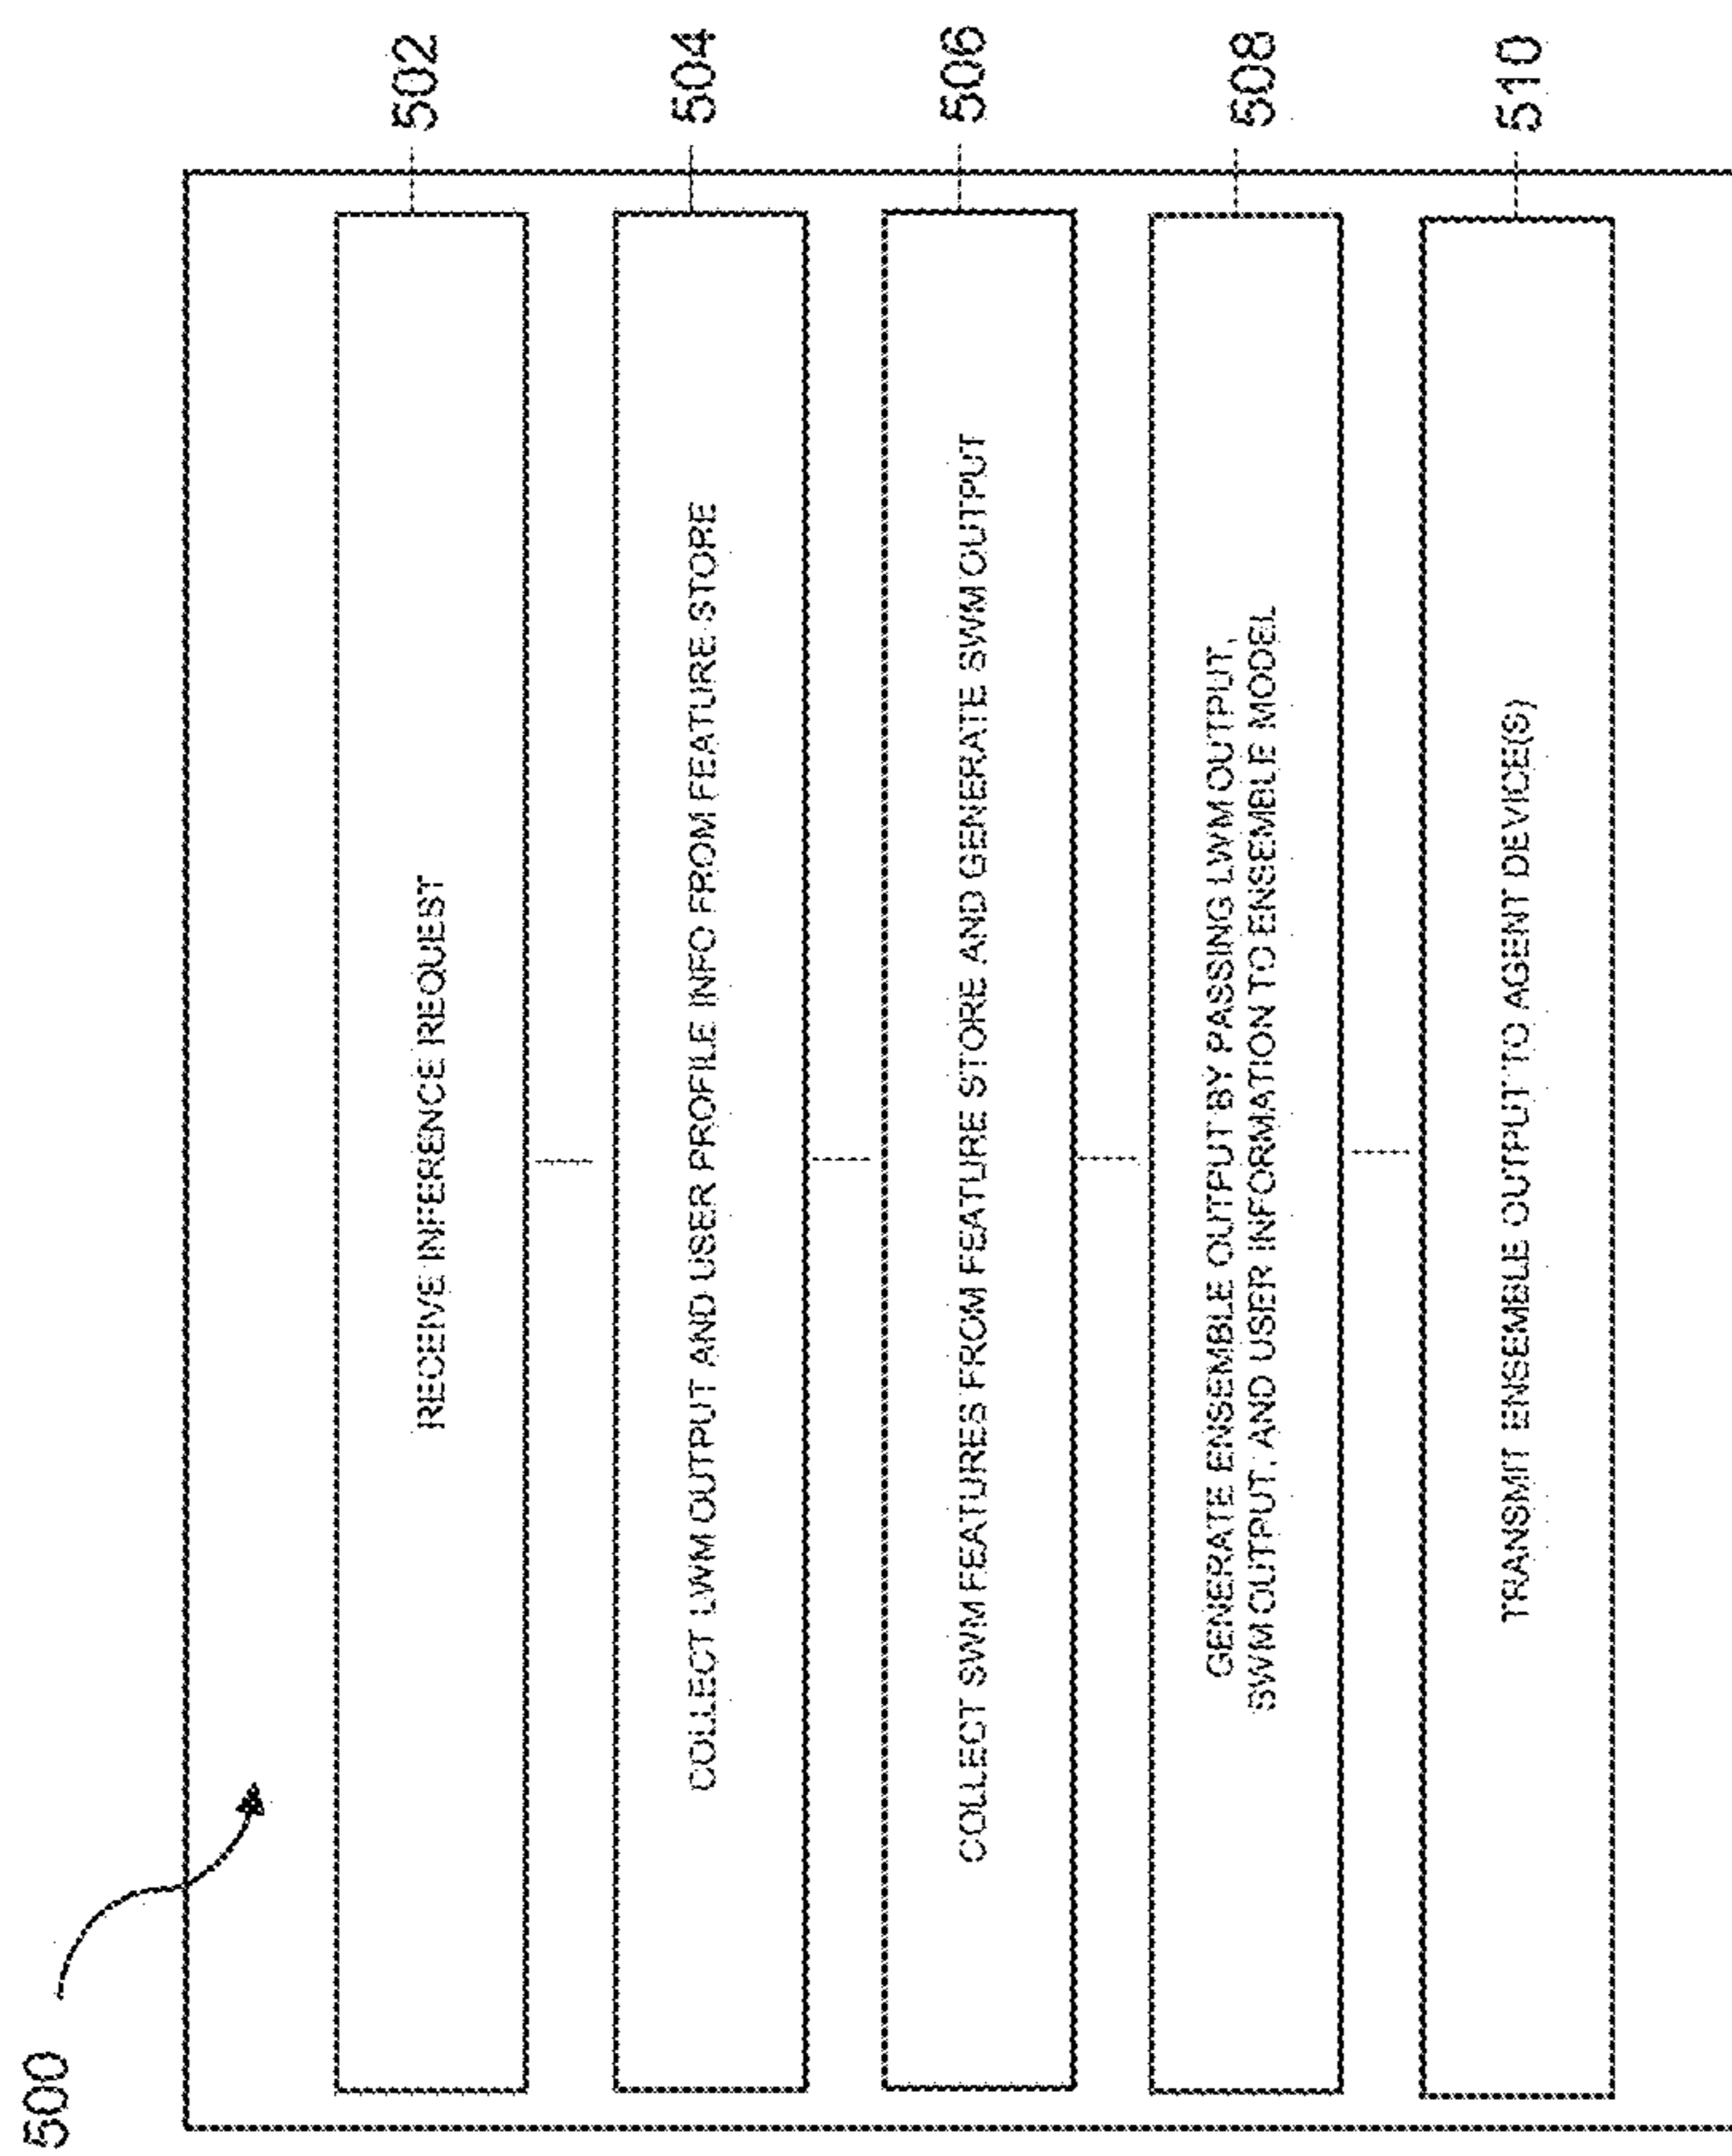 500
RECEIVE INFERENCE REQUEST
502
COLLECT LWM OUTPUT AND USER PROFILE INFO FROM FEATURE STORE
504
COLLECT SWM FEATURES FROM FEATURE STORE AND GENERATE SWM OUTPUT
506
GENERATE ENSEMBLE OUTPUT BY PASSING LWM OUTPUT,
SWM OUTPUT, AND USER INFORMATION TO ENSEMBLE MODEL
508
TRANSMIT ENSEMBLE OUTPUT TO AGENT DEVICE(S)
510